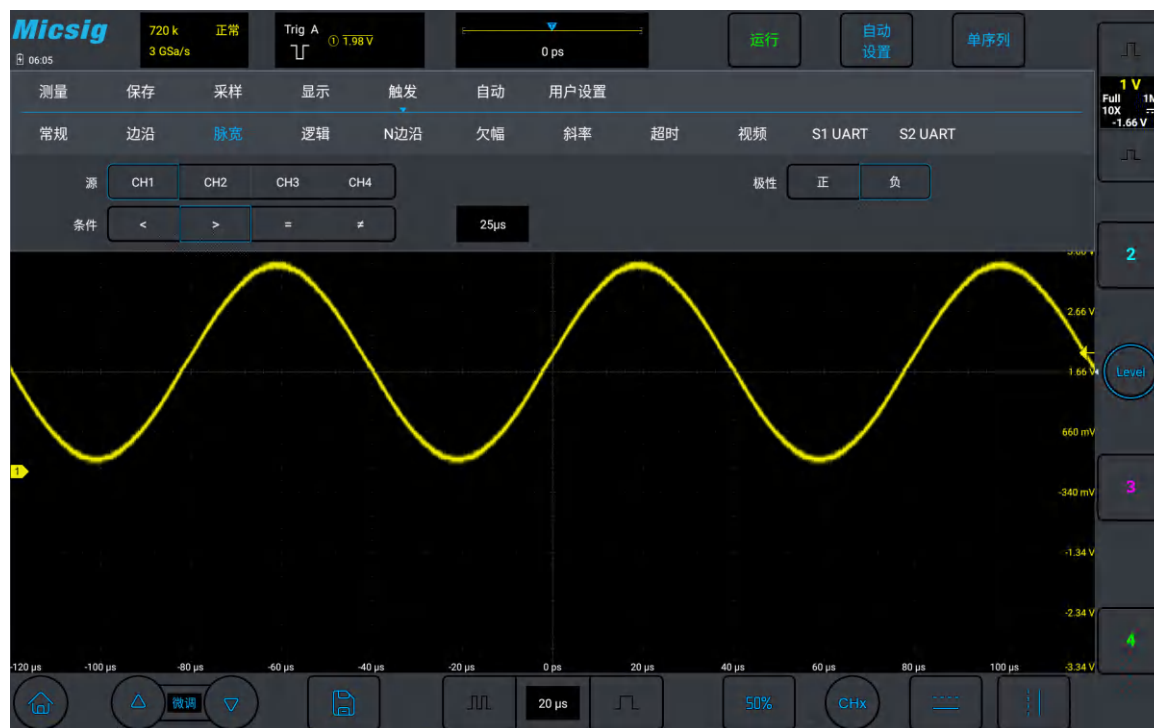 Micsig
720 k 正常
3 GSa/s
Trig A ① 1.98 V
0 ps
运行
自动
设置
单序列
06:05
测量 保存 采样 显示 触发 自动 用户设置
常规 边沿 脉宽 逻辑 N边沿 欠幅 斜率 超时 视频 S1 UART S2 UART
源 CH1 CH2 CH3 CH4 极性 正 负
条件 < > = ≠ 25μs
1 V
Full 1M
10X
-1.66 V
2
2.66 V
1.66 V
Level
660 mV
1
3
-340 mV
-1.34 V
-2.34 V
4
-3.34 V
-120 μs -100 μs -80 μs -60 μs -40 μs -20 μs 0 ps 20 μs 40 μs 60 μs 80 μs 100 μs
微调 20 μs 50% CHx